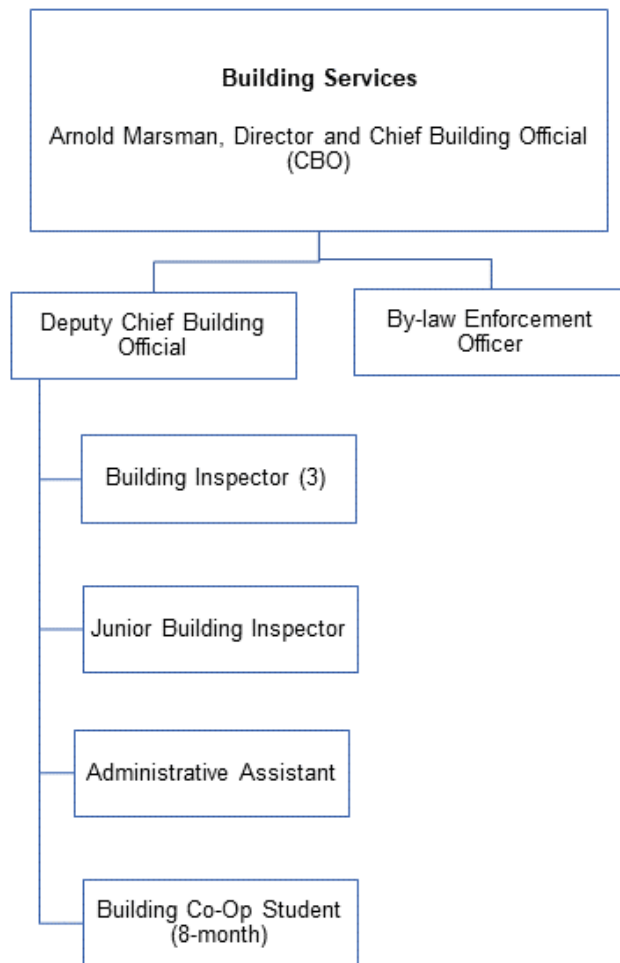 Building Services
Arnold Marsman, Director and Chief Building Official
(CBO)
Deputy Chief Building
Official
By-law Enforcement
Officer
Building Inspector (3)
Junior Building Inspector
Administrative Assistant
Building Co-Op Student
(8-month)